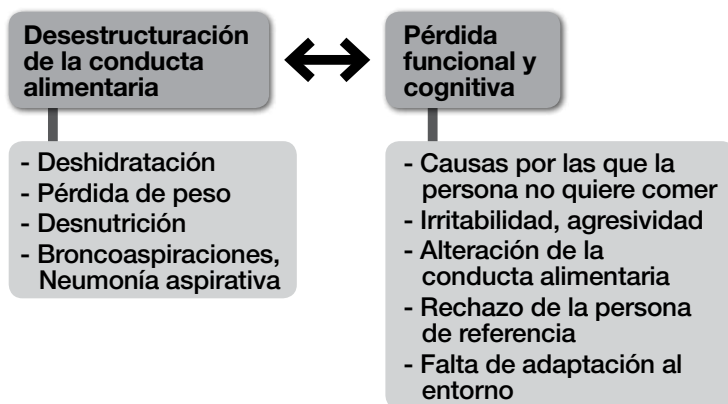 Desestructuración
de la conducta
alimentaria
- Deshidratación
- Pérdida de peso
- Desnutrición
- Broncoaspiraciones,
Neumonía aspirativa
Pérdida
funcional y
cognitiva
- Causas por las que la
persona no quiere comer
- Irritabilidad, agresividad
- Alteración de la
conducta alimentaria
- Rechazo de la persona
de referencia
- Falta de adaptación al
entorno